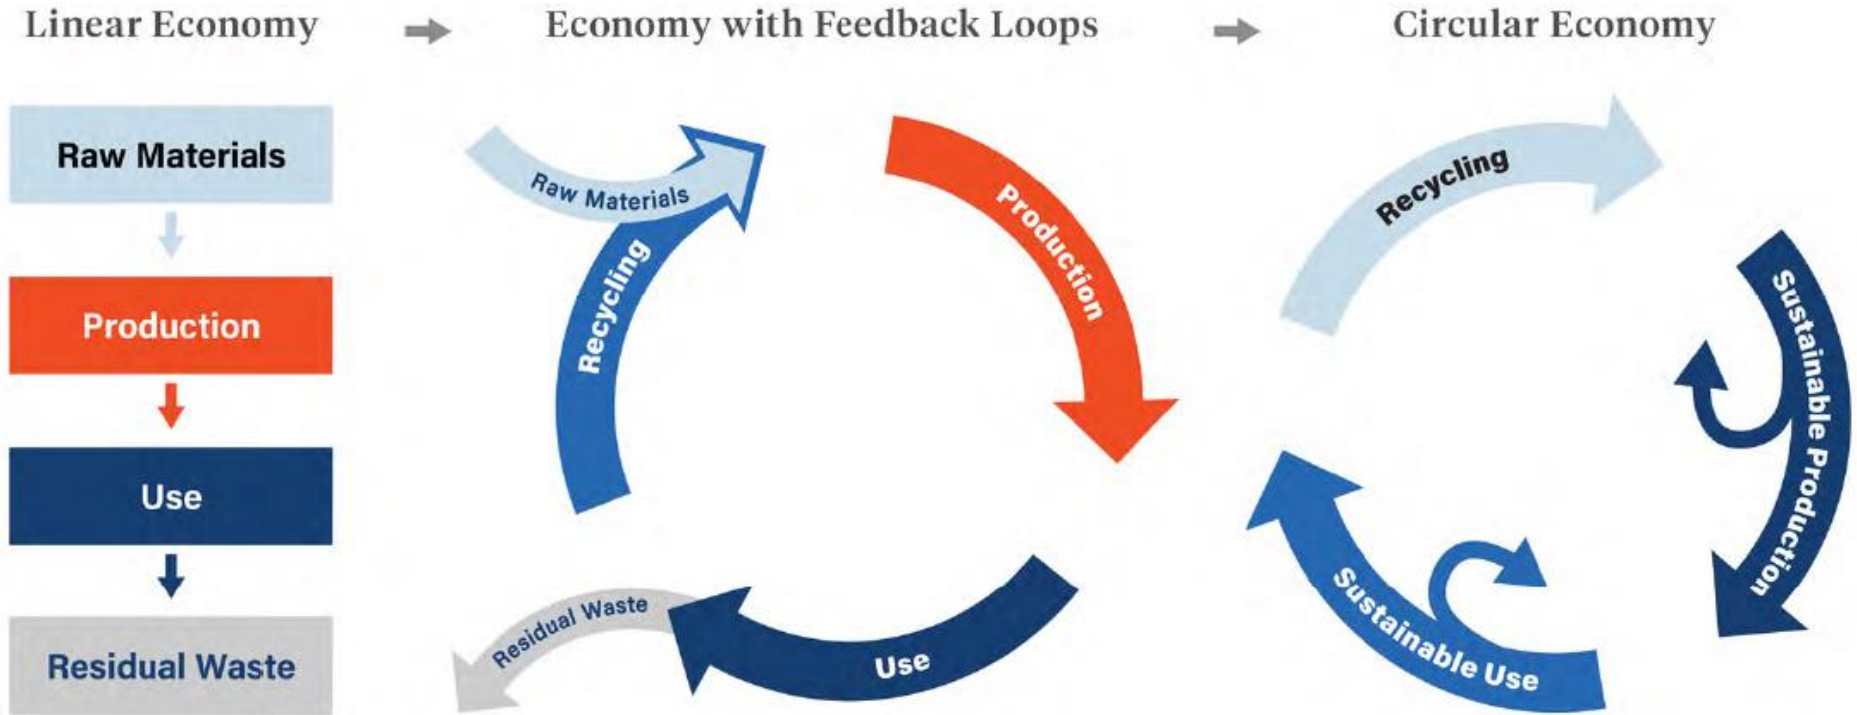 Linear Economy
Economy with Feedback Loops
Circular Economy
Raw Materials
Production
Use
Residual Waste
Raw Materials
Recycling
Production
Use
Residual Waste
Recycling
Sustainable Production
Sustainable Use